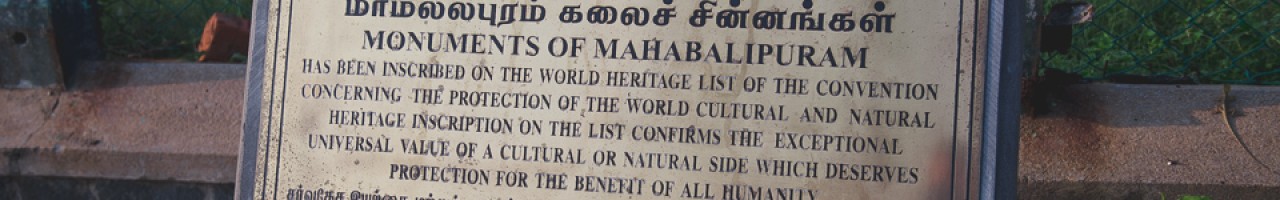 மாமல்லபுரம் கலைச் சின்னங்கள்
MONUMENTS OF MAHABALIPURAM
HAS BEEN INSCRIBED ON THE WORLD HERITAGE LIST OF THE CONVENTION
CONCERNING THE PROTECTION OF THE WORLD CULTURAL AND NATURAL
HERITAGE INSCRIPTION ON THE LIST CONFIRMS THE EXCEPTIONAL
UNIVERSAL VALUE OF A CULTURAL OR NATURAL SIDE WHICH DESERVES
PROTECTION FOR THE BENEFIT OF ALL HUMANITY